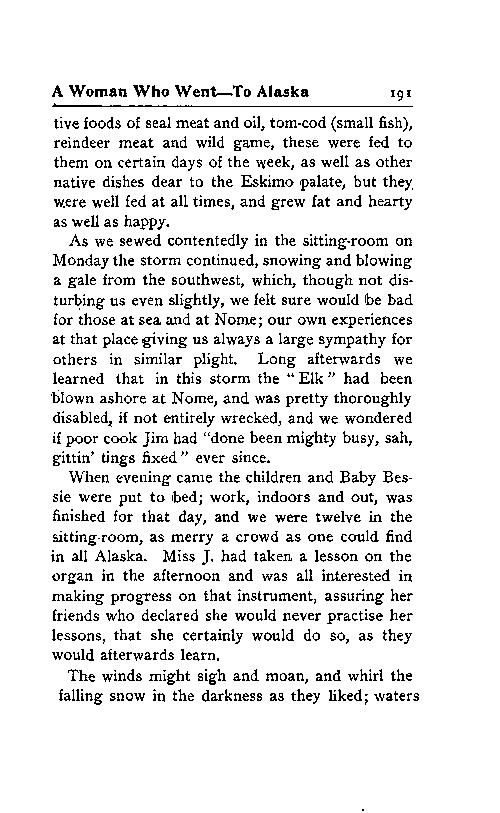 A Woman Who Went—To Alaska 191
tive foods of seal meat and oil, tom-cod (small fish),
reindeer meat and wild game, these were fed to
them on certain days of the week, as well as other
native dishes dear to the Eskimo palate, but they
were well fed at all times, and grew fat and hearty
as well as happy.
As we sewed contentedly in the sitting-room on
Monday the storm continued, snowing and blowing
a gale from the southwest, which, though not dis-
turbing us even slightly, we felt sure would be bad
for those at sea and at Nome; our own experiences
at that place giving us always a large sympathy for
others in similar plight. Long afterwards we
learned that in this storm the "Elk" had been
blown ashore at Nome, and was pretty thoroughly
disabled, if not entirely wrecked, and we wondered
if poor cook Jim had "done been mighty busy, sah,
gittin' tings fixed" ever since.
When evening came the children and Baby Bes-
sie were put to bed; work, indoors and out, was
finished for that day, and we were twelve in the
sitting-room, as merry a crowd as one could find
in all Alaska. Miss J. had taken a lesson on the
organ in the afternoon and was all interested in
making progress on that instrument, assuring her
friends who declared she would never practise her
lessons, that she certainly would do so, as they
would afterwards learn.
The winds might sigh and moan, and whirl the
falling snow in the darkness as they liked; waters